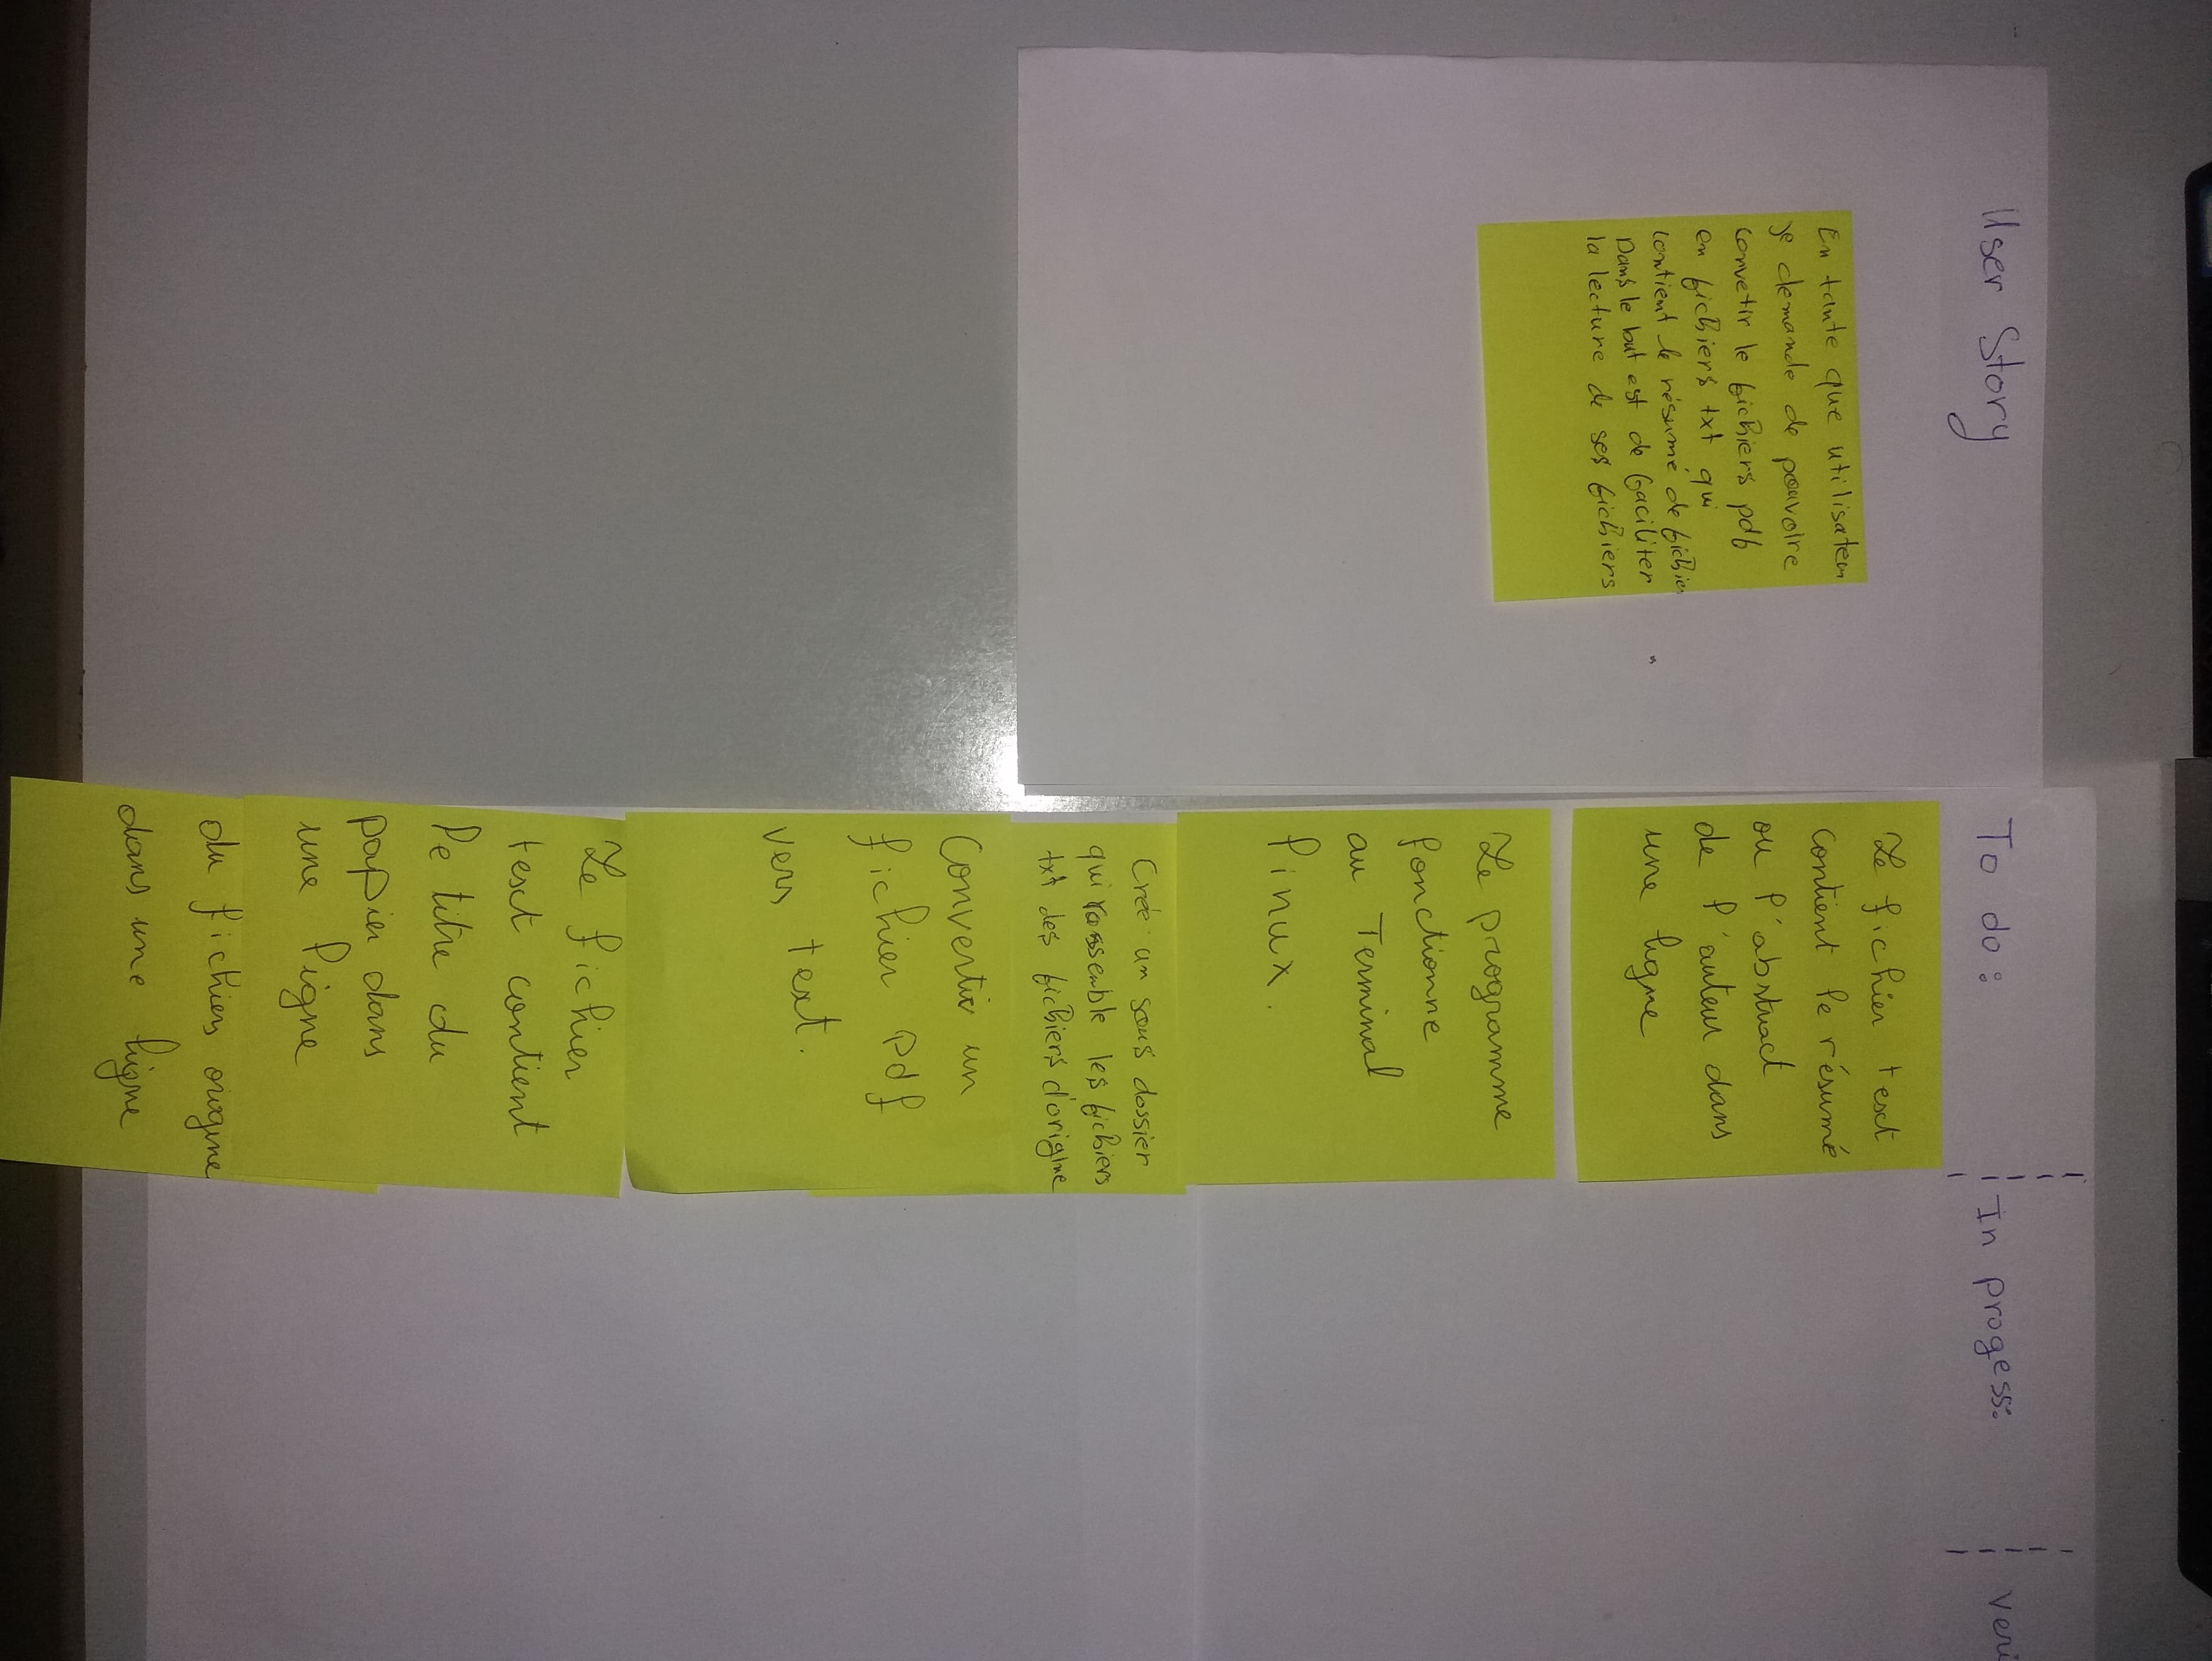 User Story
En tante que utilisateur
je demande de pouvoire
convetir le fichiers pdf
en fichiers txt qui
contient le résumé de fichier
Dans le but est de faciliter
la lecture de ses fichiers
To do:
Le fichier text
contient le résumé
ou l'abstract
de l'auteur dans
une ligne
Le programme
fonctionne
au Terminal
linux.
Crée un sous dossier
qui rassemble les fichiers
txt des fichiers d'origine
Convertir un
fichier pdf
vers text.
Le fichier
text contient
le titre du
papier dans
une ligne
du fichiers origine
dans une ligne
In progess:
veri